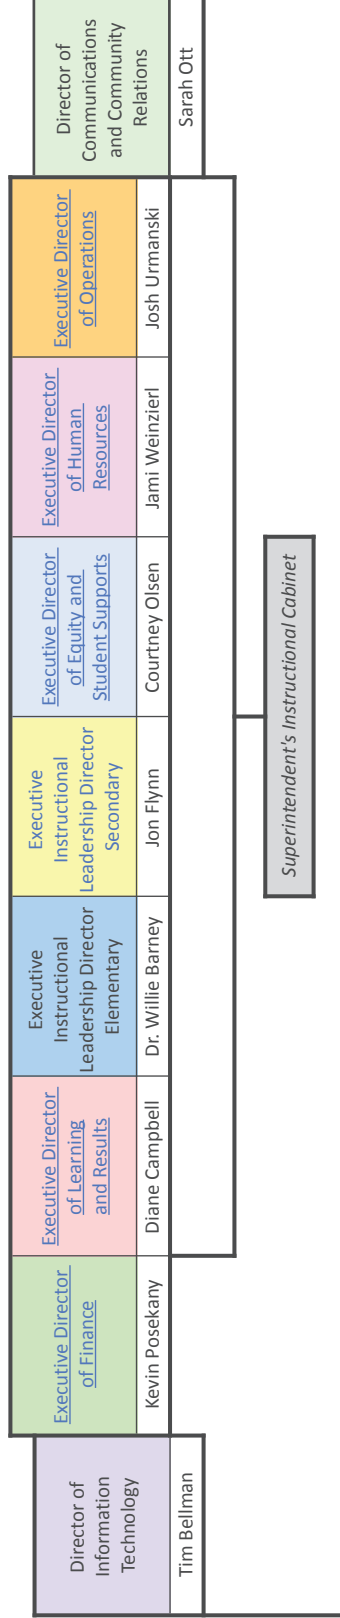 Director of
Information
Technology
Tim Bellman
Executive Director
of Finance
Kevin Posekany
Executive Director
of Learning
and Results
Diane Campbell
Executive
Instructional
Leadership Director
Elementary
Dr. Willie Barney
Executive
Instructional
Leadership Director
Secondary
Jon Flynn
Executive Director
of Equity and
Student Supports
Courtney Olsen
Executive Director
of Human
Resources
Jami Weinzierl
Executive Director
of Operations
Josh Urmanski
Director of
Communications
and Community
Relations
Sarah Ott
Superintendent's Instructional Cabinet